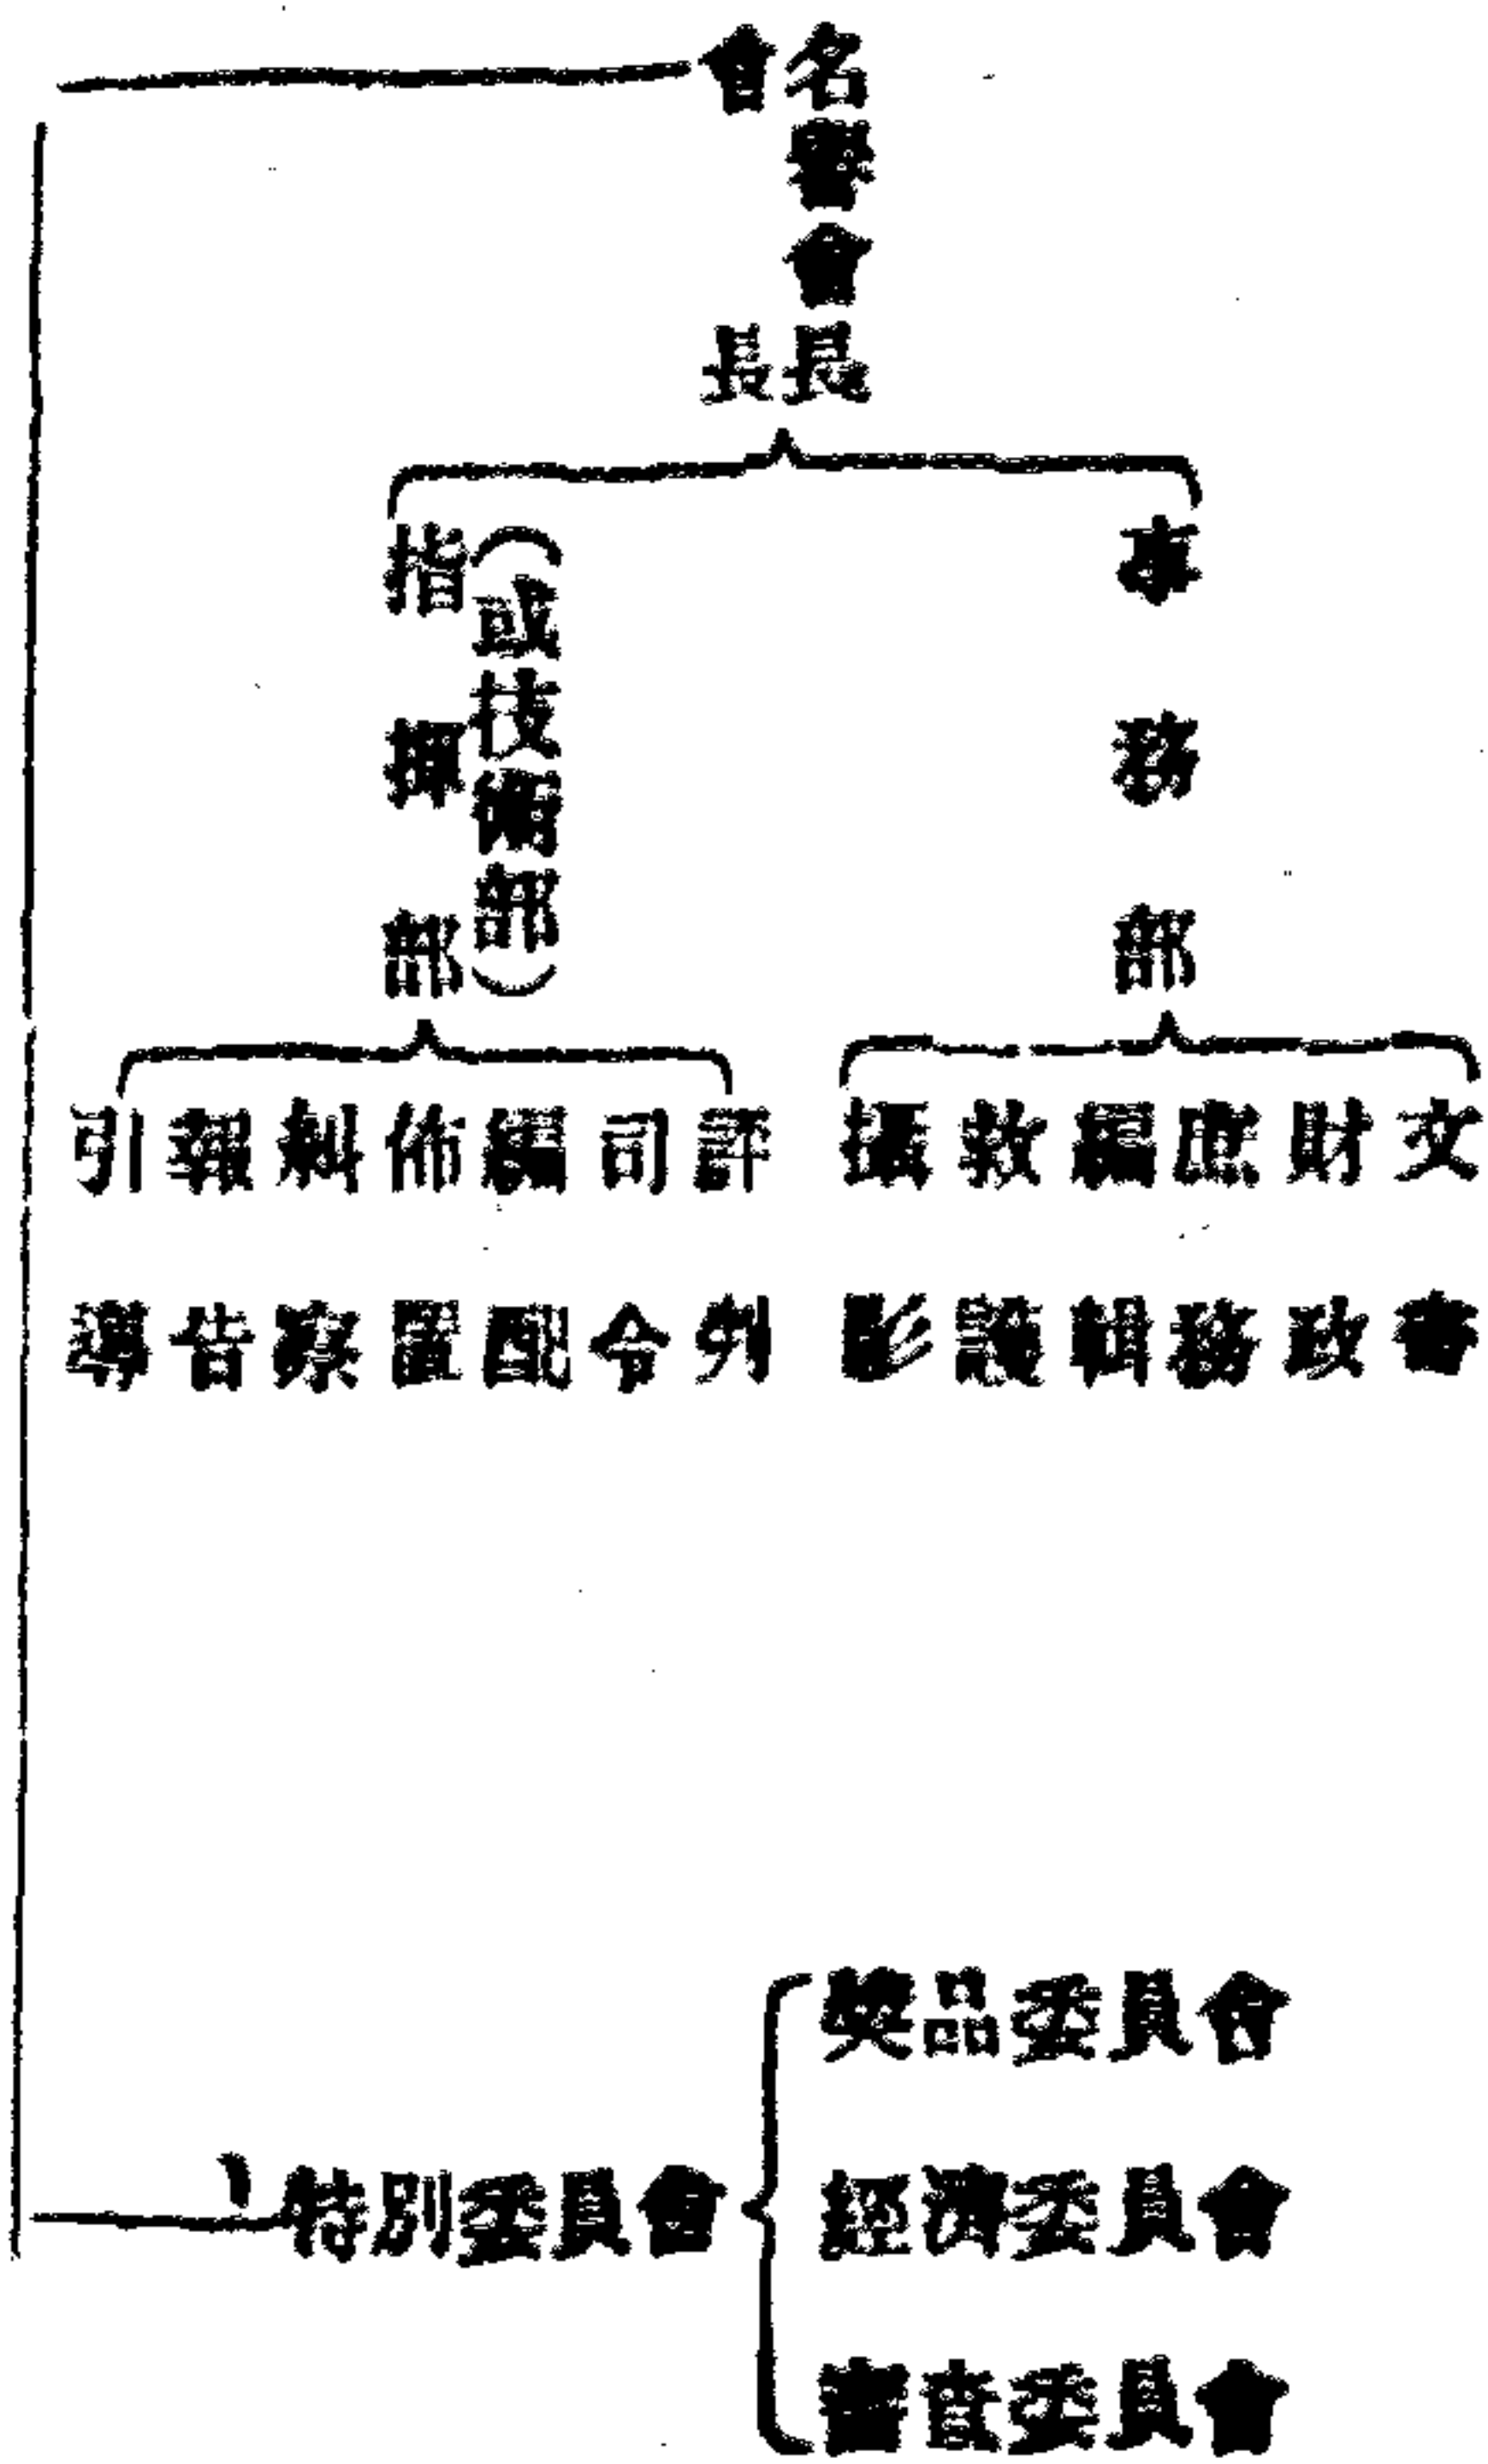 名譽會長
會長
事務部
(或技術部)
指揮部
文書
財政
庶務
編輯
救護
攝影
評外
司令
編配
佈置
糾察
報告
引導
特別委員會
獎品委員會
經濟委員會
審查委員會